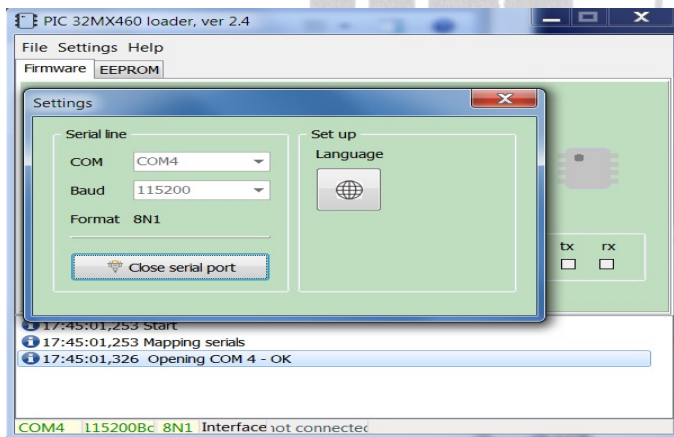 PIC 32MX460 loader, ver 2.4
File Settings Help
Firmware EEPROM
Settings
Serial line
COM COM4
Baud 115200
Format 8N1
Close serial port
Set up
Language
tx rx
17:45:01,253 Start
17:45:01,253 Mapping serials
17:45:01,326 Opening COM 4 - OK
COM4 115200Bc 8N1 Interface not connected